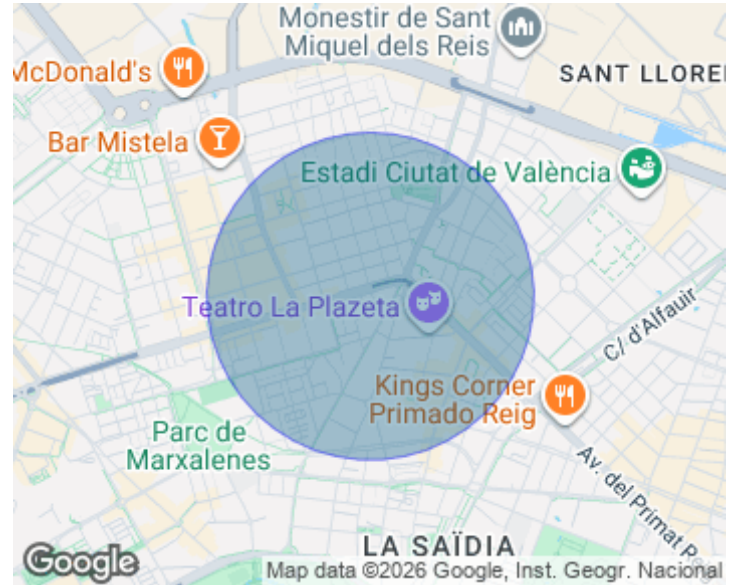 Monestir de Sant
Miquel dels Reis
McDonald's
SANT LLORE
Bar Mistela
Estadi Ciutat de València
Teatro La Plazeta
C/ d'Alfauir
Kings Corner
Primado Reig
Parc de
Marxalenes
Av. del Primat Re
LA SAÏDIA
Google
Map data ©2026 Google, Inst. Geogr. Nacional